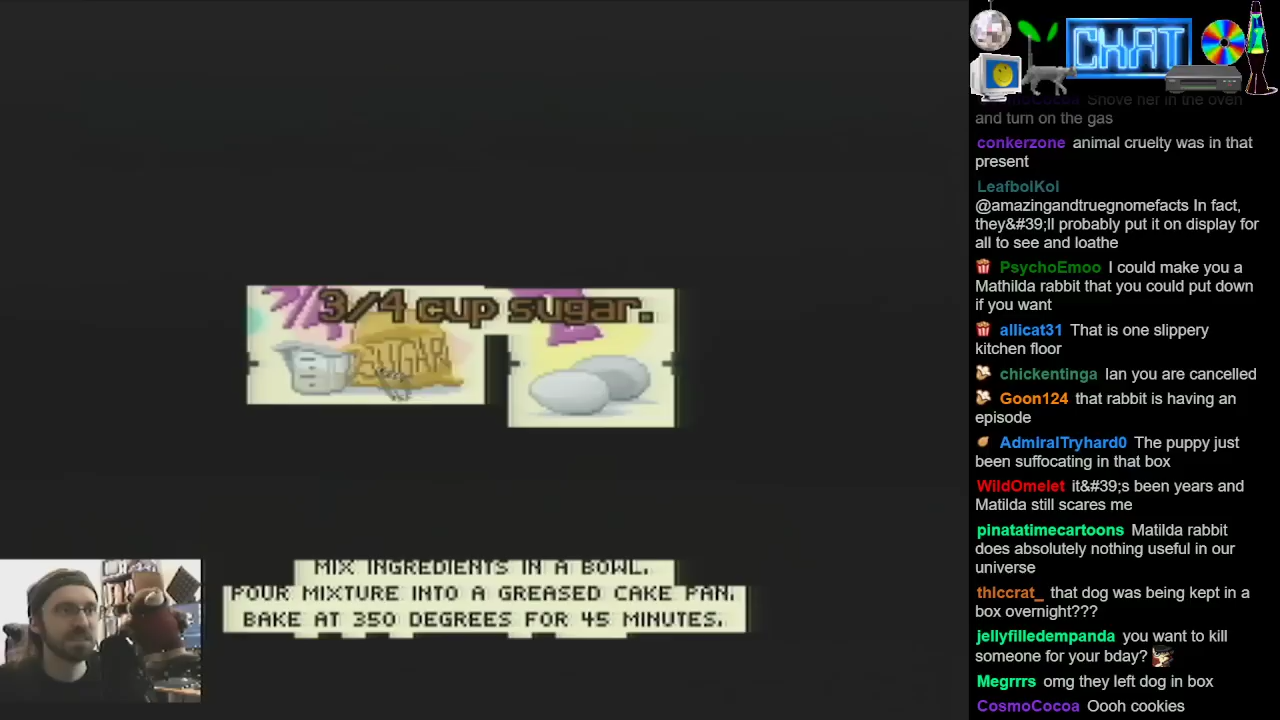 3/4 cup sugar.
SUGAR
MIX INGREDIENTS IN A BOWL.
POUR MIXTURE INTO A GREASED CAKE PAN.
BAKE AT 350 DEGREES FOR 45 MINUTES.
CHAT
CosmoCocoa Shove her in the oven
and turn on the gas
conkerzone animal cruelty was in that
present
LeafboiKoi
@amazingandtruegnomefacts In fact,
they&#39;ll probably put it on display for
all to see and loathe
PsychoEmoo I could make you a
Mathilda rabbit that you could put down
if you want
allicat31 That is one slippery
kitchen floor
chickentinga Ian you are cancelled
Goon124 that rabbit is having an
episode
AdmiralTryhard0 The puppy just
been suffocating in that box
WildOmelet it&#39;s been years and
Matilda still scares me
pinatatimecartoons Matilda rabbit
does absolutely nothing useful in our
universe
thiccrat_ that dog was being kept in a
box overnight???
jellyfilledempanda you want to kill
someone for your bday?
Megrrrs omg they left dog in box
CosmoCocoa Oooh cookies